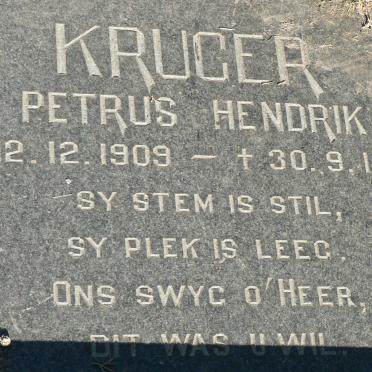 KRUGER
PETRUS HENDRIK
2.12.1909 — † 30.9.1
SY STEM IS STIL,
SY PLEK IS LEEG.
ONS SWYG O'HEER,
DIT WAS U WIL.